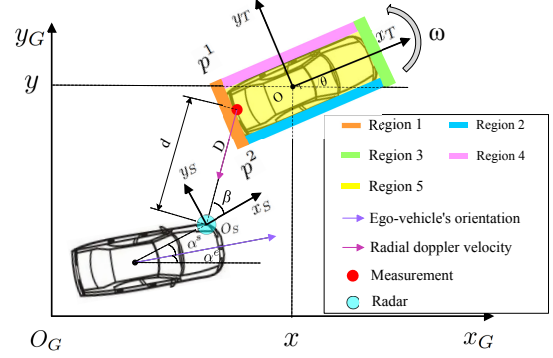 y_G
y_T
x_T
ω
p^1
y
O
θ
d
D
p^2
y_S
β
x_S
O_S
α^s
α^e
Region 1
Region 2
Region 3
Region 4
Region 5
Ego-vehicle's orientation
Radial doppler velocity
Measurement
Radar
O_G
x
x_G